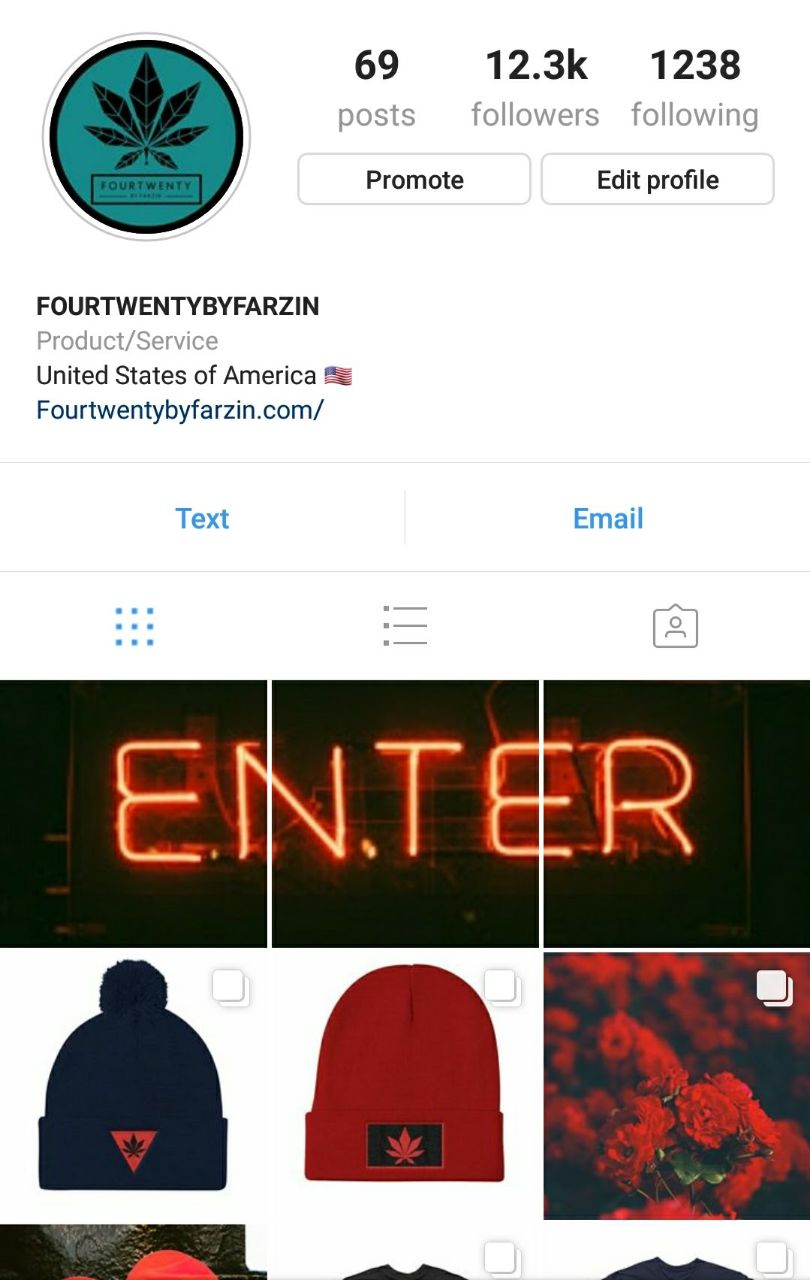 69 12.3k 1238
posts followers following
Promote Edit profile
FOURTWENTY
BY FARZIN
FOURTWENTYBYFARZIN
Product/Service
United States of America 🇺🇸
Fourtwentybyfarzin.com/
Text Email
ENTER